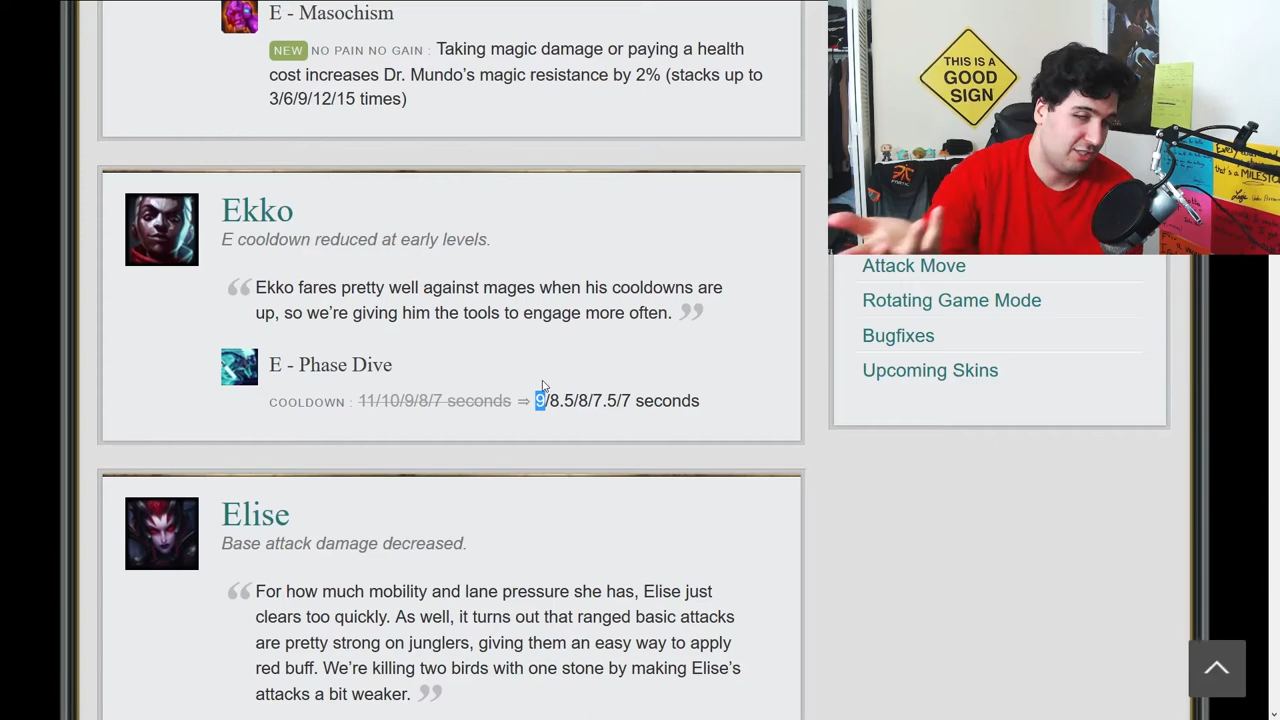 E - Masochism
NEW NO PAIN NO GAIN : Taking magic damage or paying a health
cost increases Dr. Mundo’s magic resistance by 2% (stacks up to
3/6/9/12/15 times)
Ekko
E cooldown reduced at early levels.
“ Ekko fares pretty well against mages when his cooldowns are
up, so we’re giving him the tools to engage more often. ”
E - Phase Dive
COOLDOWN : 11/10/9/8/7 seconds ⇒ 9/8.5/8/7.5/7 seconds
Elise
Base attack damage decreased.
“ For how much mobility and lane pressure she has, Elise just
clears too quickly. As well, it turns out that ranged basic attacks
are pretty strong on junglers, giving them an easy way to apply
red buff. We’re killing two birds with one stone by making Elise’s
attacks a bit weaker. ”
THIS IS A
GOOD
SIGN
FNATIC
that's a MILESTO
Attack Move
Rotating Game Mode
Bugfixes
Upcoming Skins